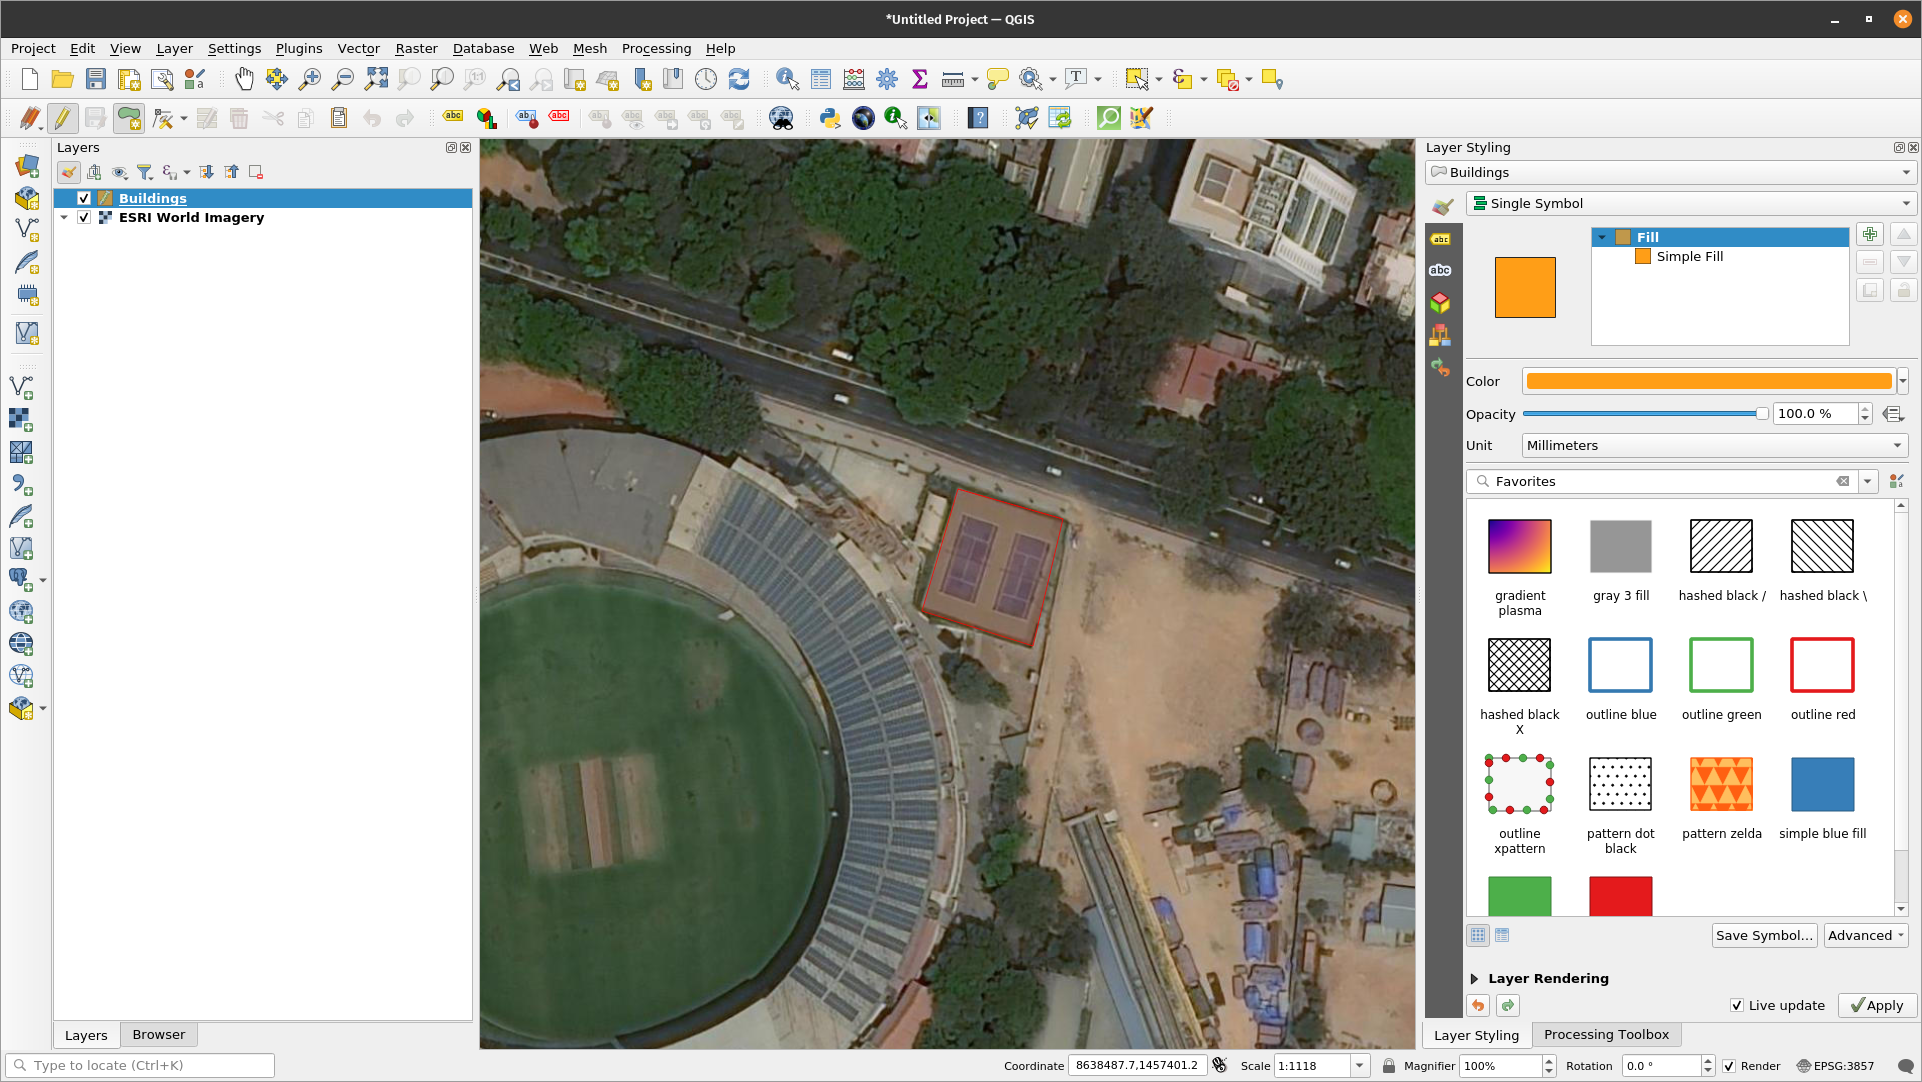 *Untitled Project — QGIS
Project Edit View Layer Settings Plugins Vector Raster Database Web Mesh Processing Help
Layers
Buildings
ESRI World Imagery
Layers Browser
Type to locate (Ctrl+K)
Layer Styling
Buildings
Single Symbol
Fill
Simple Fill
Color
Opacity 100.0 %
Unit Millimeters
Favorites
gradient plasma
gray 3 fill
hashed black /
hashed black \
hashed black X
outline blue
outline green
outline red
outline xpattern
pattern dot black
pattern zelda
simple blue fill
Save Symbol... Advanced
Layer Rendering
Live update Apply
Layer Styling Processing Toolbox
Coordinate 8638487.7,1457401.2 Scale 1:1118 Magnifier 100% Rotation 0.0 ° Render EPSG:3857